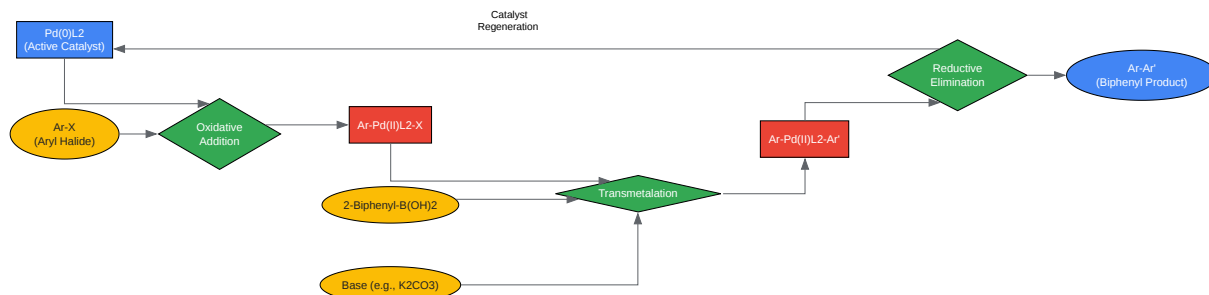 Catalyst
Regeneration
Pd(0)L2
(Active Catalyst)
Reductive
Elimination
Ar-Ar'
(Biphenyl Product)
Ar-X
(Aryl Halide)
Oxidative
Addition
Ar-Pd(II)L2-X
Ar-Pd(II)L2-Ar'
2-Biphenyl-B(OH)2
Transmetalation
Base (e.g., K2CO3)